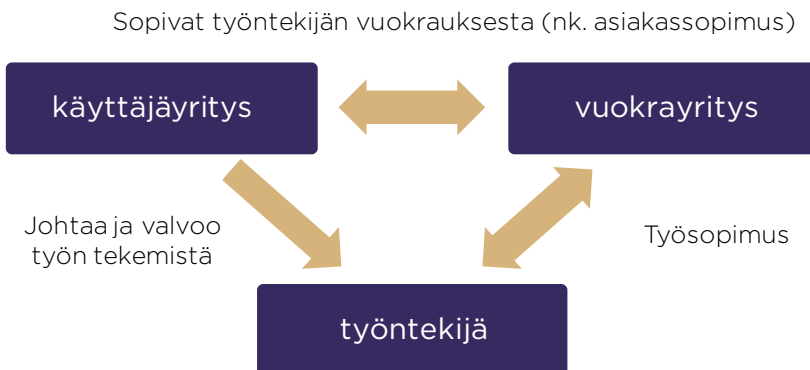 Sopivat työntekijän vuokrauksesta (nk. asiakassopimus)
käyttäjäyritys
vuokrayritys
Johtaa ja valvoo
työn tekemistä
Työsopimus
työntekijä